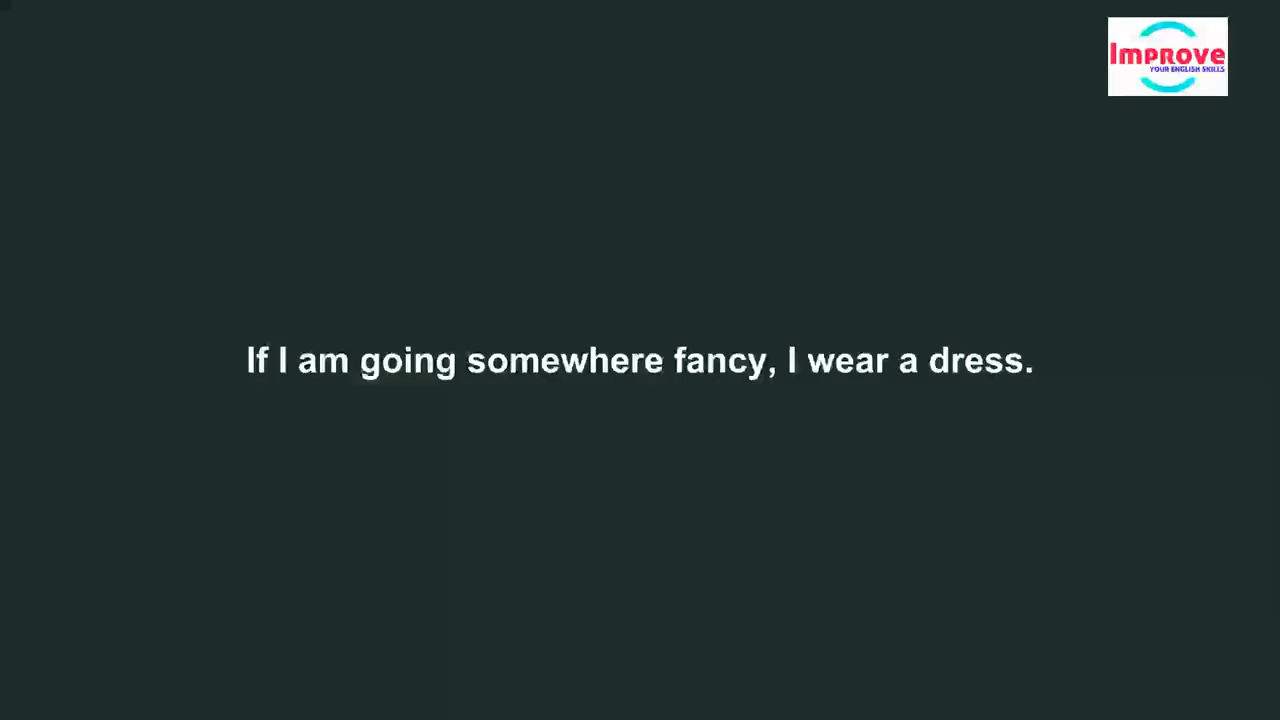 Improve
YOUR ENGLISH SKILLS
If I am going somewhere fancy, I wear a dress.